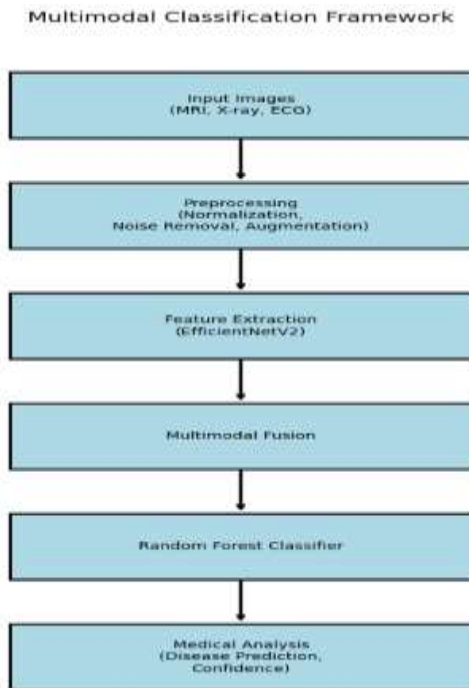 Multimodal Classification Framework
Input Images
(MRI, X-ray, ECG)
Preprocessing
(Normalization,
Noise Removal, Augmentation)
Feature Extraction
(EfficientNetV2)
Multimodal Fusion
Random Forest Classifier
Medical Analysis
(Disease Prediction,
Confidence)